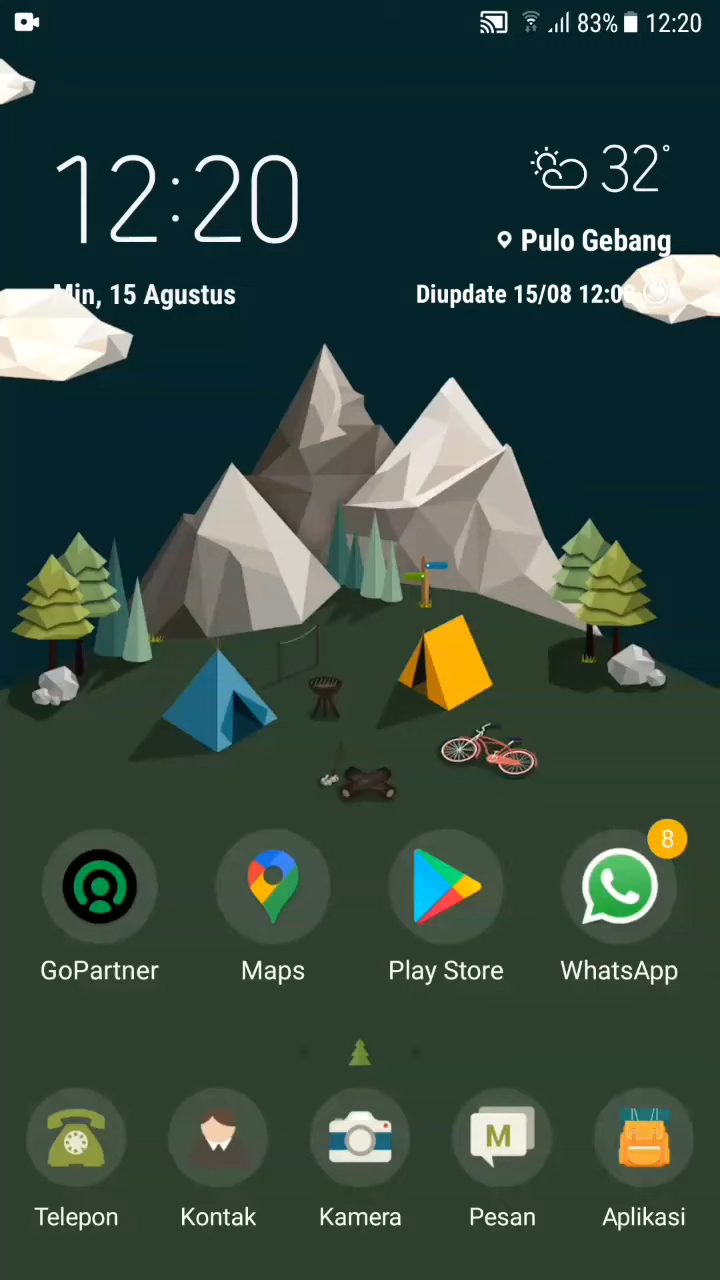 83% 12:20
12:20
32°
Pulo Gebang
Min, 15 Agustus
Diupdate 15/08
8
GoPartner
Maps
Play Store
WhatsApp
M
Telepon
Kontak
Kamera
Pesan
Aplikasi